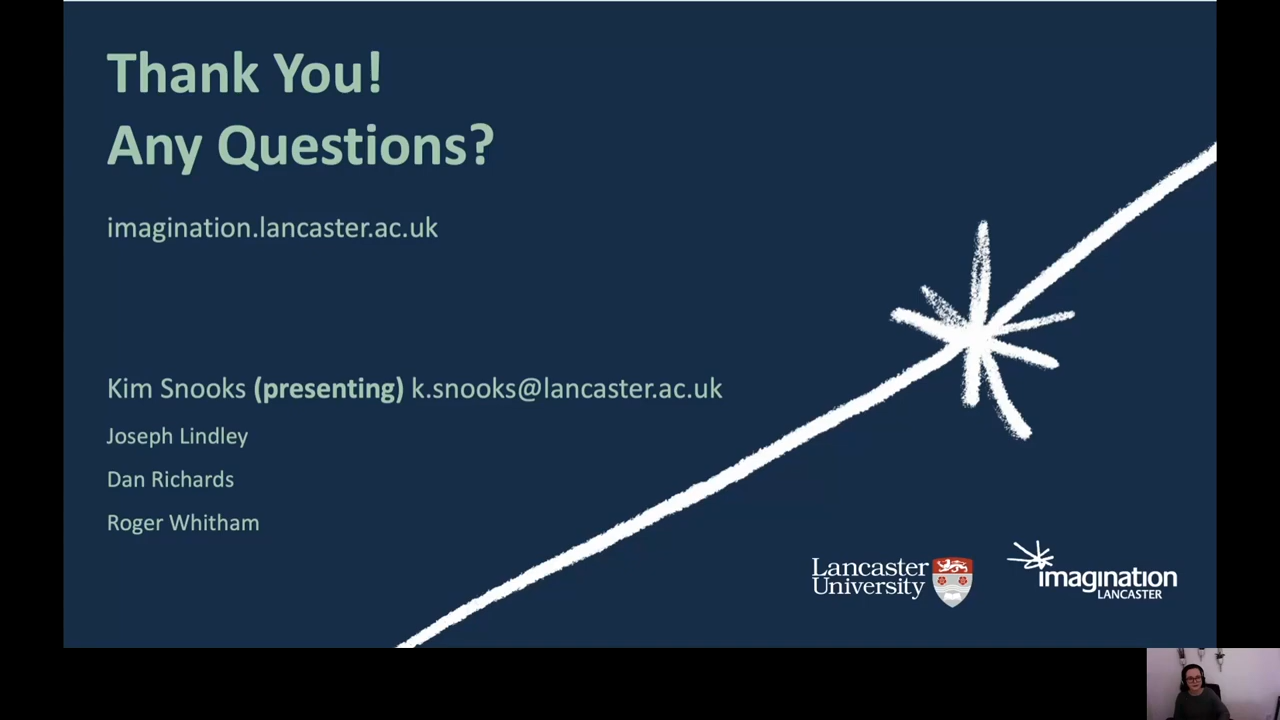 Thank You!
Any Questions?
imagination.lancaster.ac.uk
Kim Snooks (presenting) k.snooks@lancaster.ac.uk
Joseph Lindley
Dan Richards
Roger Whitham
Lancaster
University
imagination
LANCASTER